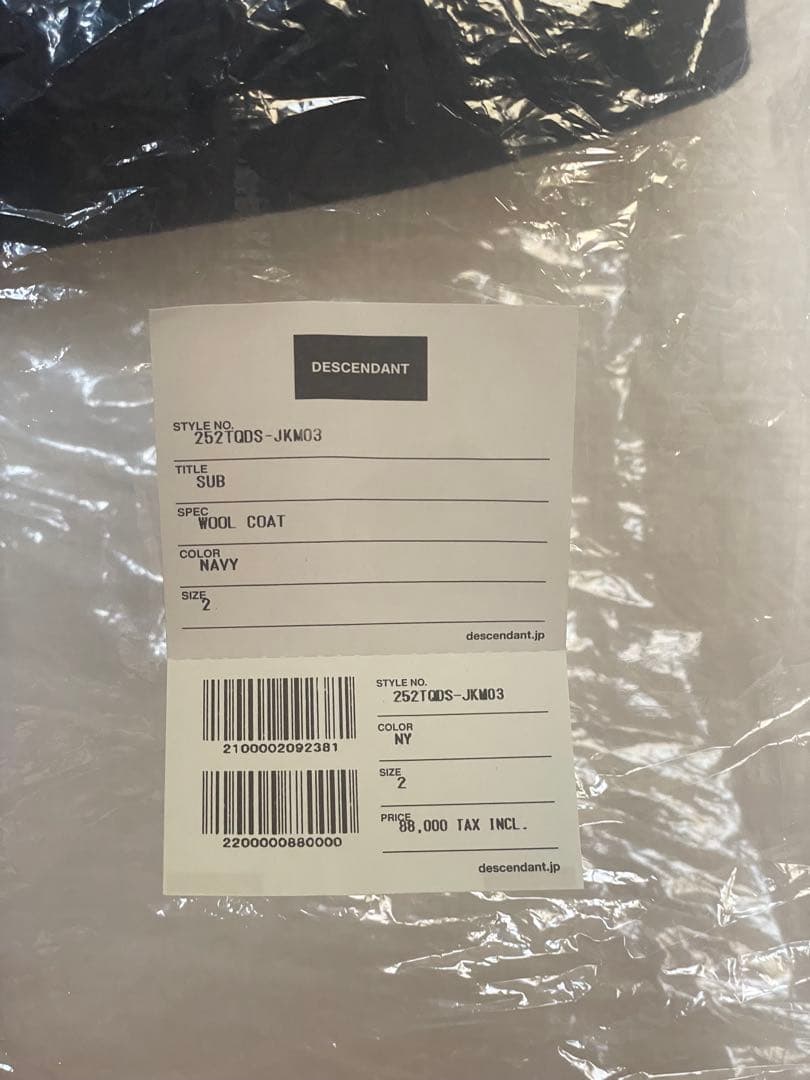 DESCENDANT
STYLE NO.
252TQDS-JKM03
TITLE
SUB
SPEC
WOOL COAT
COLOR
NAVY
SIZE
2
descendant.jp
STYLE NO.
252TQDS-JKM03
COLOR
NY
SIZE
2
PRICE
88,000 TAX INCL.
descendant.jp
2100002092381
2200000880000